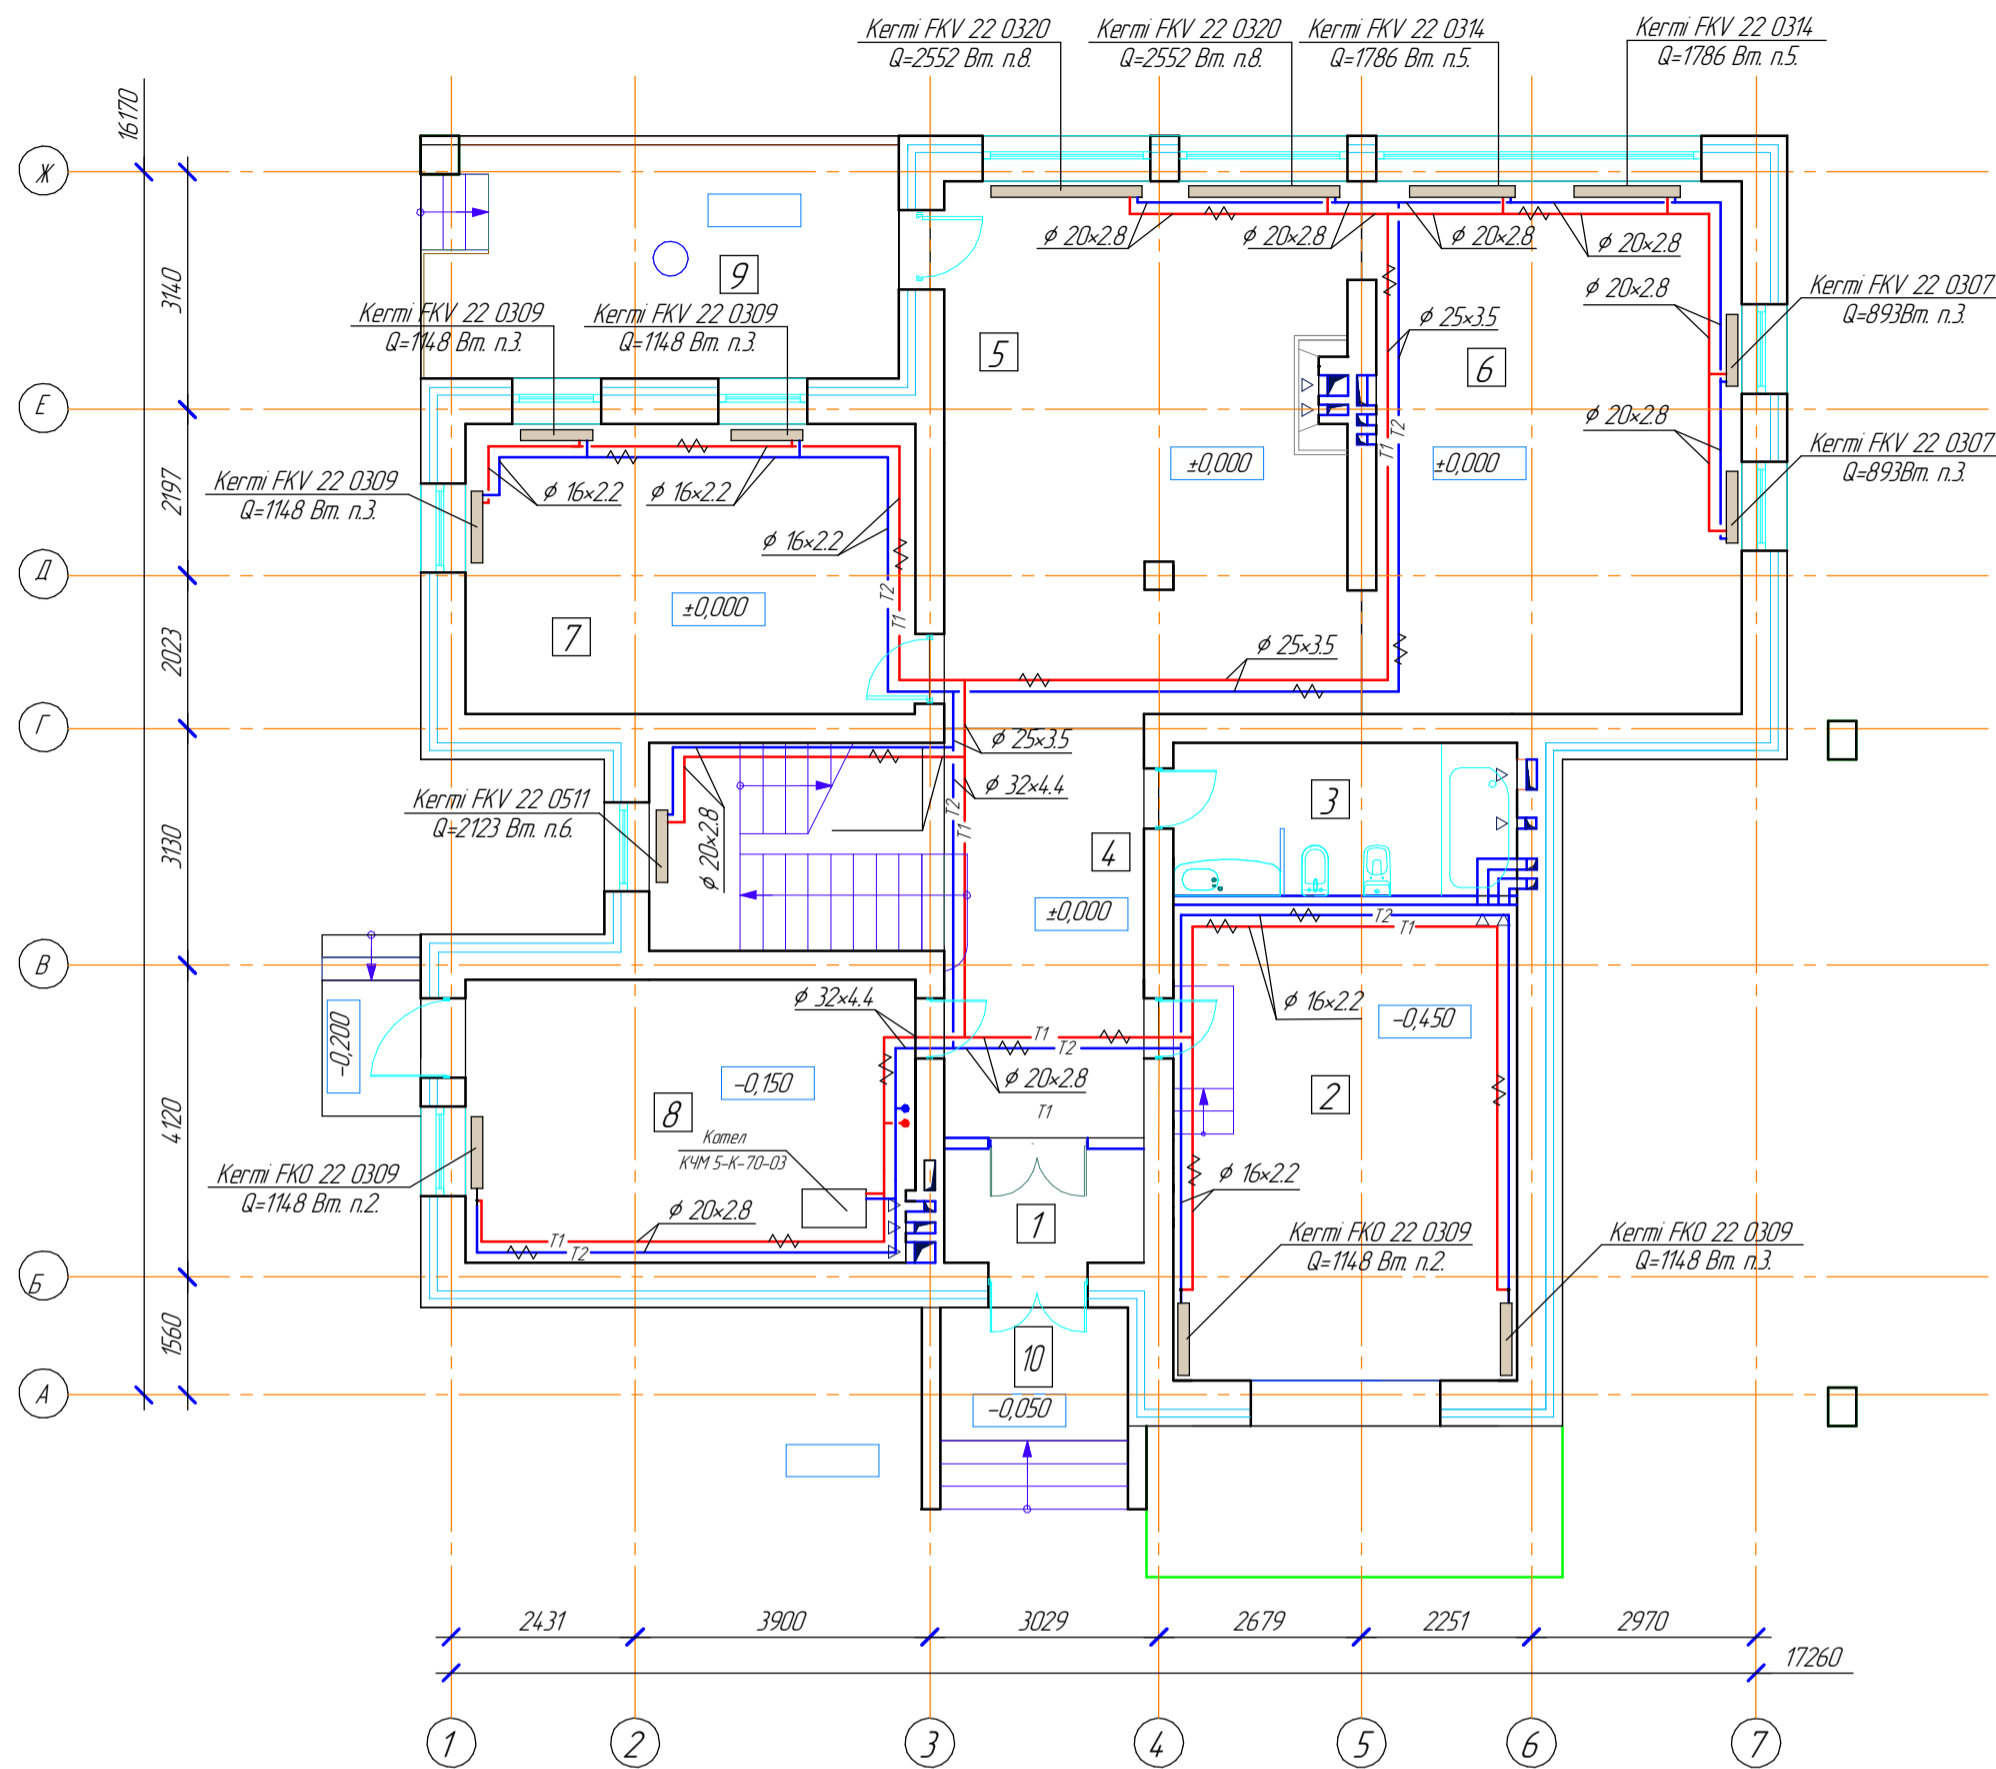 Kermi FKV 22 0320
Q=2552 Вт. п.8.
Kermi FKV 22 0320
Q=2552 Вт. п.8.
Kermi FKV 22 0314
Q=1786 Вт. п.5.
Kermi FKV 22 0314
Q=1786 Вт. п.5.
16170
Ж
ϕ 20×2.8
ϕ 20×2.8
ϕ 20×2.8
ϕ 20×2.8
3140
9
ϕ 20×2.8
Kermi FKV 22 0307
Q=893Вт. п.3.
Kermi FKV 22 0309
Q=1148 Вт. п.3.
Kermi FKV 22 0309
Q=1148 Вт. п.3.
ϕ 25×3.5
5
6
Е
ϕ 20×2.8
T2
T1
±0,000
±0,000
Kermi FKV 22 0307
Q=893Вт. п.3.
2197
Kermi FKV 22 0309
Q=1148 Вт. п.3.
ϕ 16×2.2
ϕ 16×2.2
ϕ 16×2.2
Д
T2
T1
±0,000
7
2023
ϕ 25×3.5
Г
ϕ 25×3.5
ϕ 32×4.4
T2
T1
Kermi FKV 22 0511
Q=2123 Вт. п.6.
ϕ 20×2.8
3
4
3130
±0,000
T2
T1
В
ϕ 32×4.4
ϕ 16×2.2
-0,450
-0,200
T1
T2
-0,150
ϕ 20×2.8
8
2
T1
4120
Котел
КЧМ 5-К-70-03
Kermi FKO 22 0309
Q=1148 Вт. п.2.
ϕ 16×2.2
ϕ 20×2.8
1
T1
T2
Kermi FKO 22 0309
Q=1148 Вт. п.2.
Kermi FKO 22 0309
Q=1148 Вт. п.3.
Б
1560
10
А
-0,050
2431
3900
3029
2679
2251
2970
17260
1
2
3
4
5
6
7